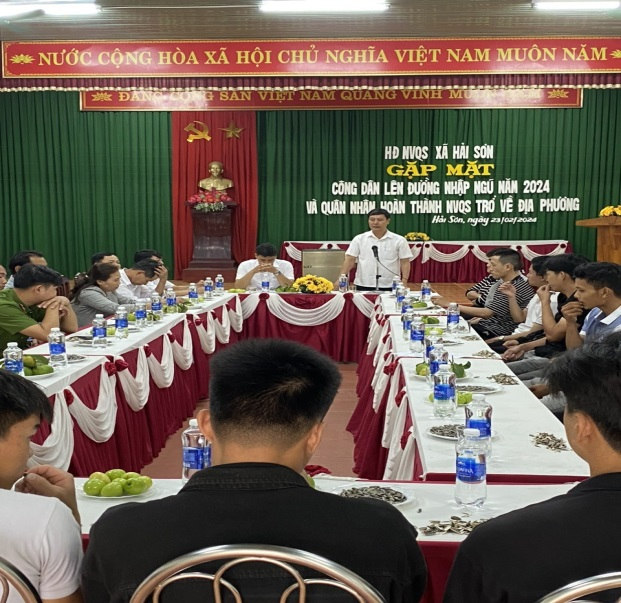 NƯỚC CỘNG HÒA XÃ HỘI CHỦ NGHĨA VIỆT NAM MUÔN NĂM
ĐẢNG CỘNG SẢN VIỆT NAM QUANG VINH MUÔN NĂM
HĐ NVQS XÃ HẢI SƠN
GẶP MẶT
CÔNG DÂN LÊN ĐƯỜNG NHẬP NGŨ NĂM 2024
VÀ QUÂN NHÂN HOÀN THÀNH NVQS TRỞ VỀ ĐỊA PHƯƠNG
Hải Sơn, ngày 23/02/2024